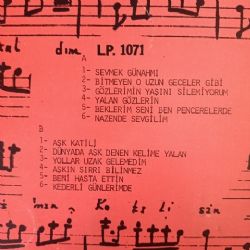 dım LP. 1071
A
1- SEVMEK GÜNAHMI
2- BİTMEYEN O UZUN GECELER GİBİ
3- GÖZLERİMİN YAŞINI SİLEMİYORUM
4- YALAN GÖZLERİN
5- BEKLERİM SENİ BEN PENCERELERDE
6- NAZENDE SEVGİLİM
B
1- AŞK KATİLİ
2- DÜNYADA AŞK DENEN KELİME YALAN
3- YOLLAR UZAK GELEMEDİM
4- AŞKIN SIRRI BİLİNMEZ
5- BENİ HASTA ETTİN
6- KEDERLİ GÜNLERİMDE